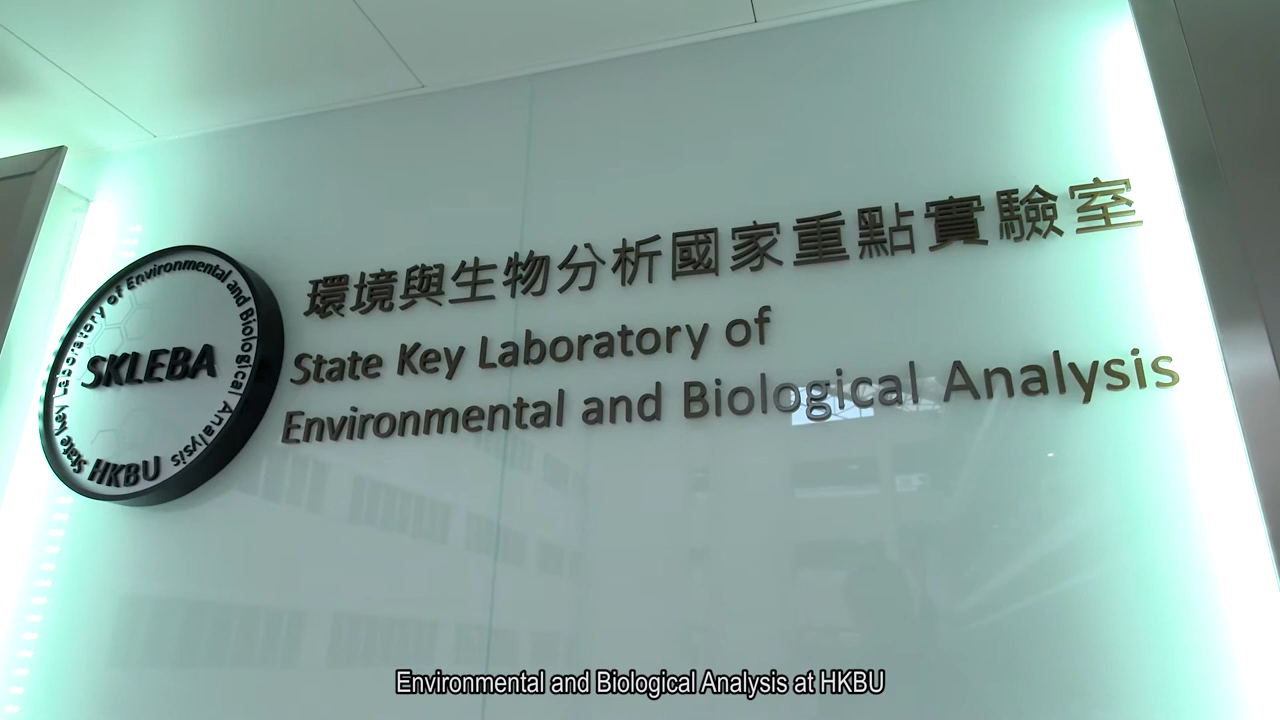 State Key Laboratory of Environmental and Biological Analysis
SKLEBA
HKBU
環境與生物分析國家重點實驗室
State Key Laboratory of
Environmental and Biological Analysis
Environmental and Biological Analysis at HKBU